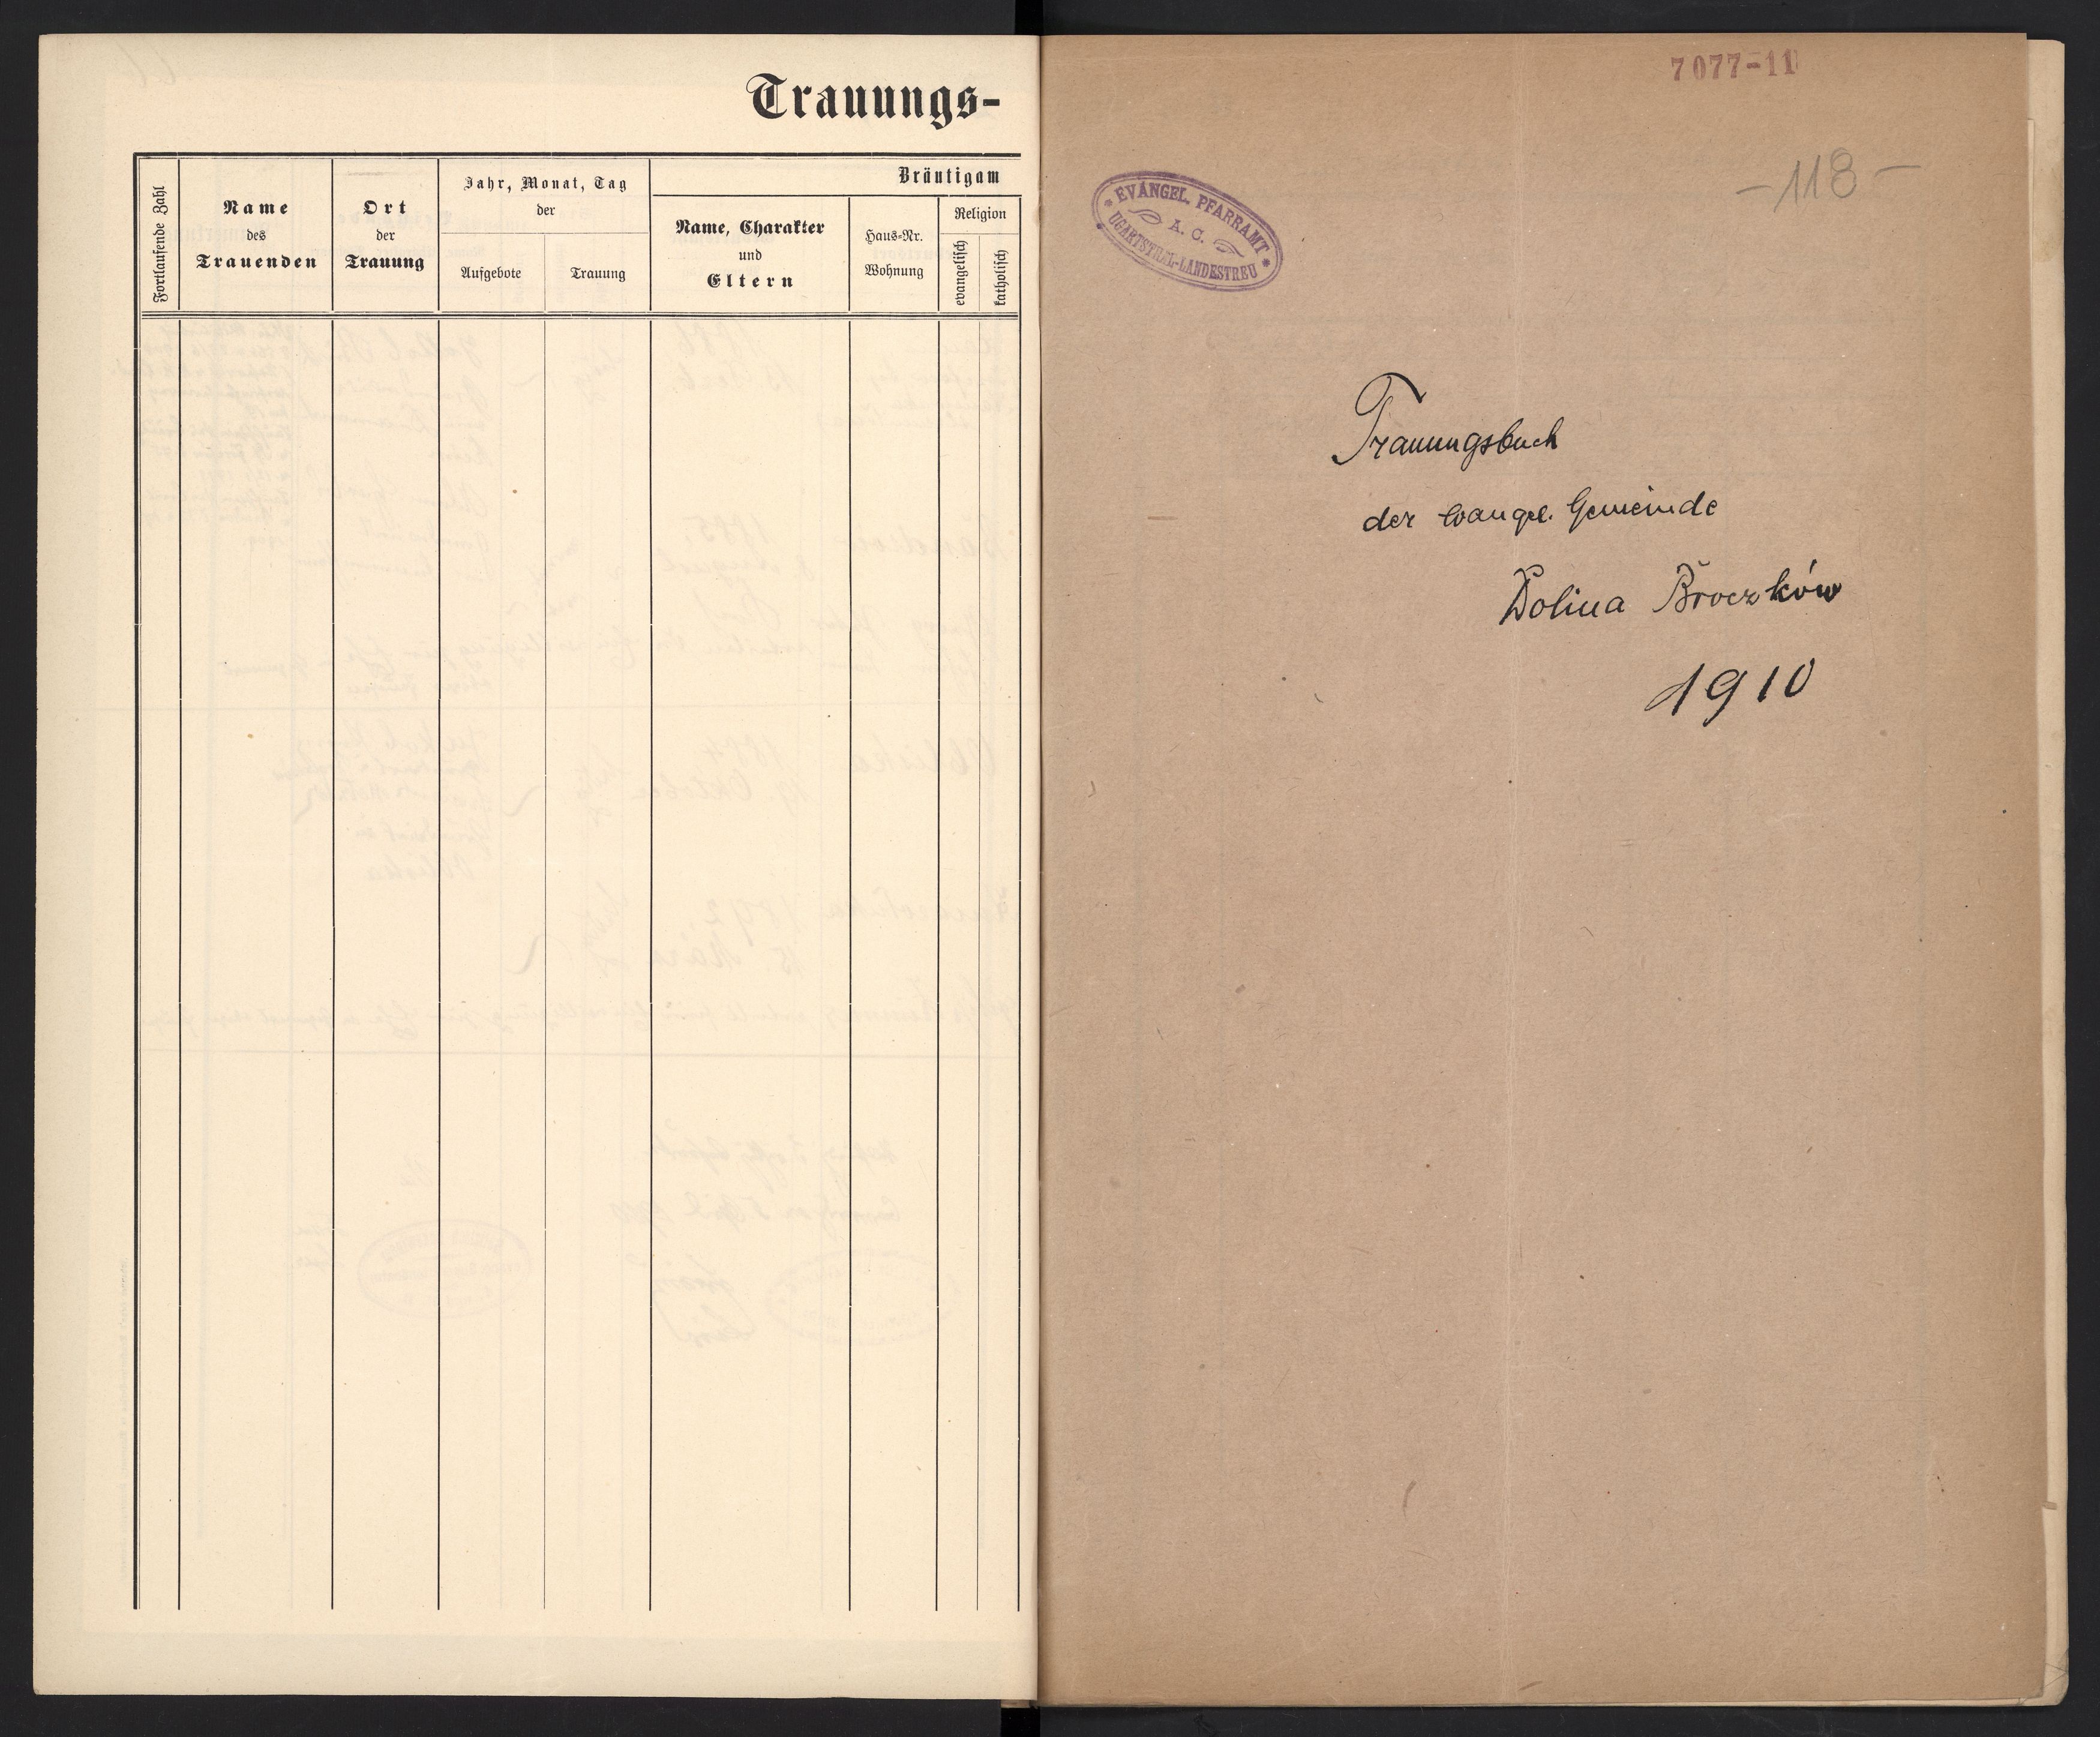 Trauungs-
Fortlaufende Zahl
Name
des
Trauenden
Ort
der
Trauung
Jahr, Monat, Tag
der
Aufgebote
Trauung
Bräutigam
Name, Charakter
und
Eltern
Haus-Nr.
Wohnung
Religion
evangelisch
katholisch
7077-11
-118-
EVANGEL. PFARRAMT
A. C.
UGARTSTHAL-LANDESTREU
Trauungsbuch
der evangel. Gemeinde
Dolina Broczków
1910